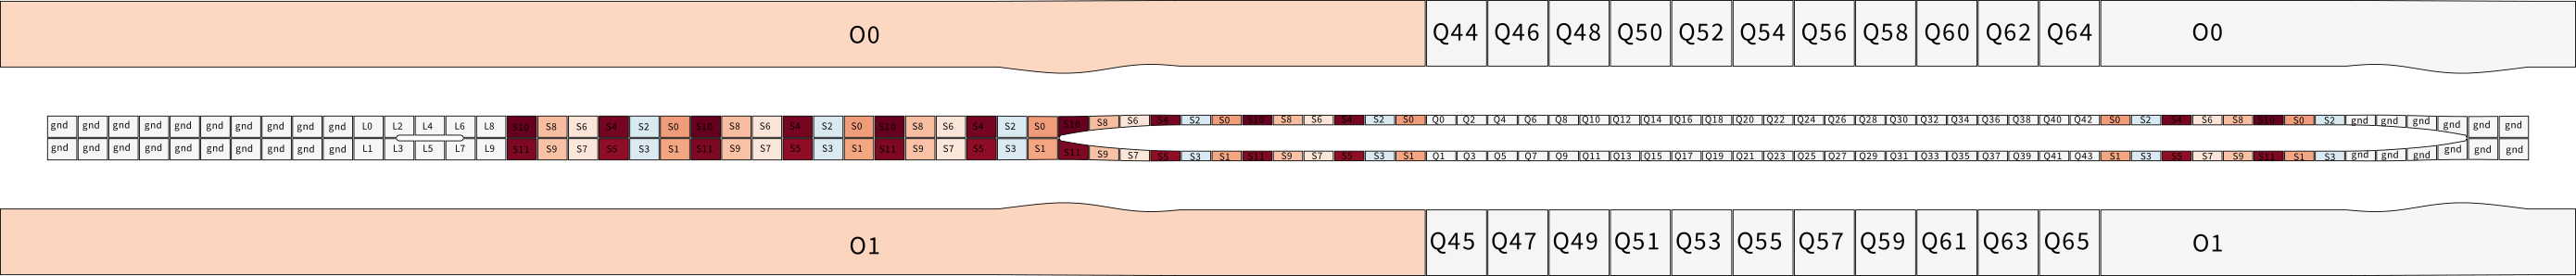 O0 Q44 Q46 Q48 Q50 Q52 Q54 Q56 Q58 Q60 Q62 Q64 O0
gnd gnd gnd gnd gnd gnd gnd gnd gnd gnd L0 L2 L4 L6 L8 S10 S8 S6 S4 S2 S0 S10 S8 S6 S4 S2 S0 S10 S8 S6 S4 S2 S0 S10 S8 S6 S4 S2 S0 S10 S8 S6 S4 S2 S0 Q0 Q2 Q4 Q6 Q8 Q10 Q12 Q14 Q16 Q18 Q20 Q22 Q24 Q26 Q28 Q30 Q32 Q34 Q36 Q38 Q40 Q42 S0 S2 S4 S6 S8 S10 S0 S2 gnd gnd gnd gnd gnd gnd
gnd gnd gnd gnd gnd gnd gnd gnd gnd gnd L1 L3 L5 L7 L9 S11 S9 S7 S5 S3 S1 S11 S9 S7 S5 S3 S1 S11 S9 S7 S5 S3 S1 S11 S9 S7 S5 S3 S1 S11 S9 S7 S5 S3 S1 Q1 Q3 Q5 Q7 Q9 Q11 Q13 Q15 Q17 Q19 Q21 Q23 Q25 Q27 Q29 Q31 Q33 Q35 Q37 Q39 Q41 Q43 S1 S3 S5 S7 S9 S11 S1 S3 gnd gnd gnd gnd gnd gnd
O1 Q45 Q47 Q49 Q51 Q53 Q55 Q57 Q59 Q61 Q63 Q65 O1